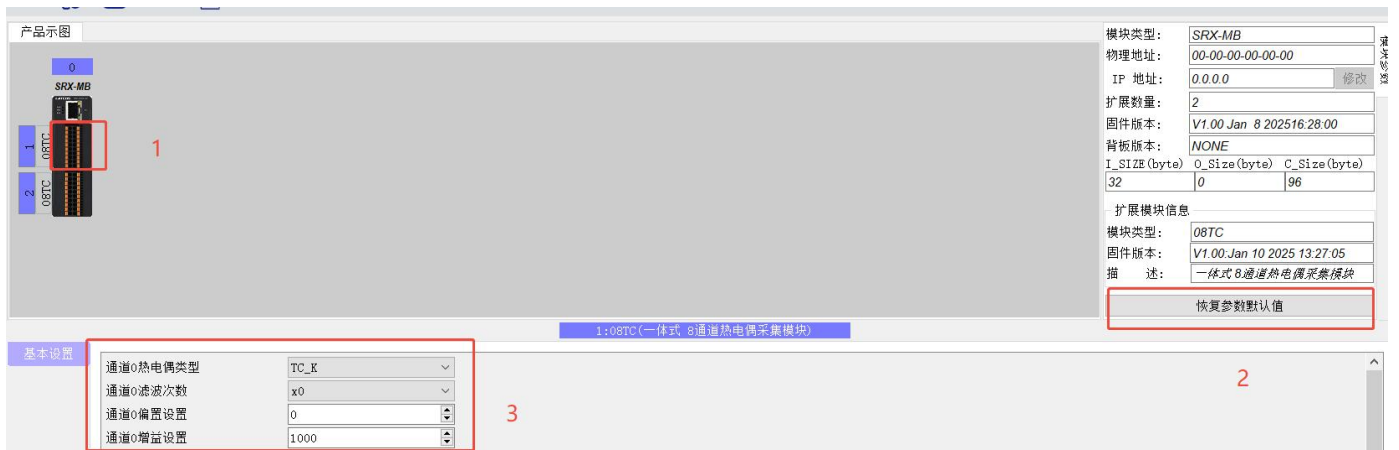 产品示图
0
SRX-MB
1
08TC
1
2
08TC
模块类型: SRX-MB
物理地址: 00-00-00-00-00-00
IP 地址: 0.0.0.0 修改
扩展数量: 2
固件版本: V1.00 Jan 8 202516:28:00
背板版本: NONE
I_SIZE(byte) O_Size(byte) C_Size(byte)
32 0 96
扩展模块信息
模块类型: 08TC
固件版本: V1.00:Jan 10 2025 13:27:05
描 述: 一体式 8通道热电偶采集模块
恢复参数默认值
1:08TC(一体式 8通道热电偶采集模块)
基本设置
通道0热电偶类型 TC_K
通道0滤波次数 x0
通道0偏置设置 0
通道0增益设置 1000
3
2